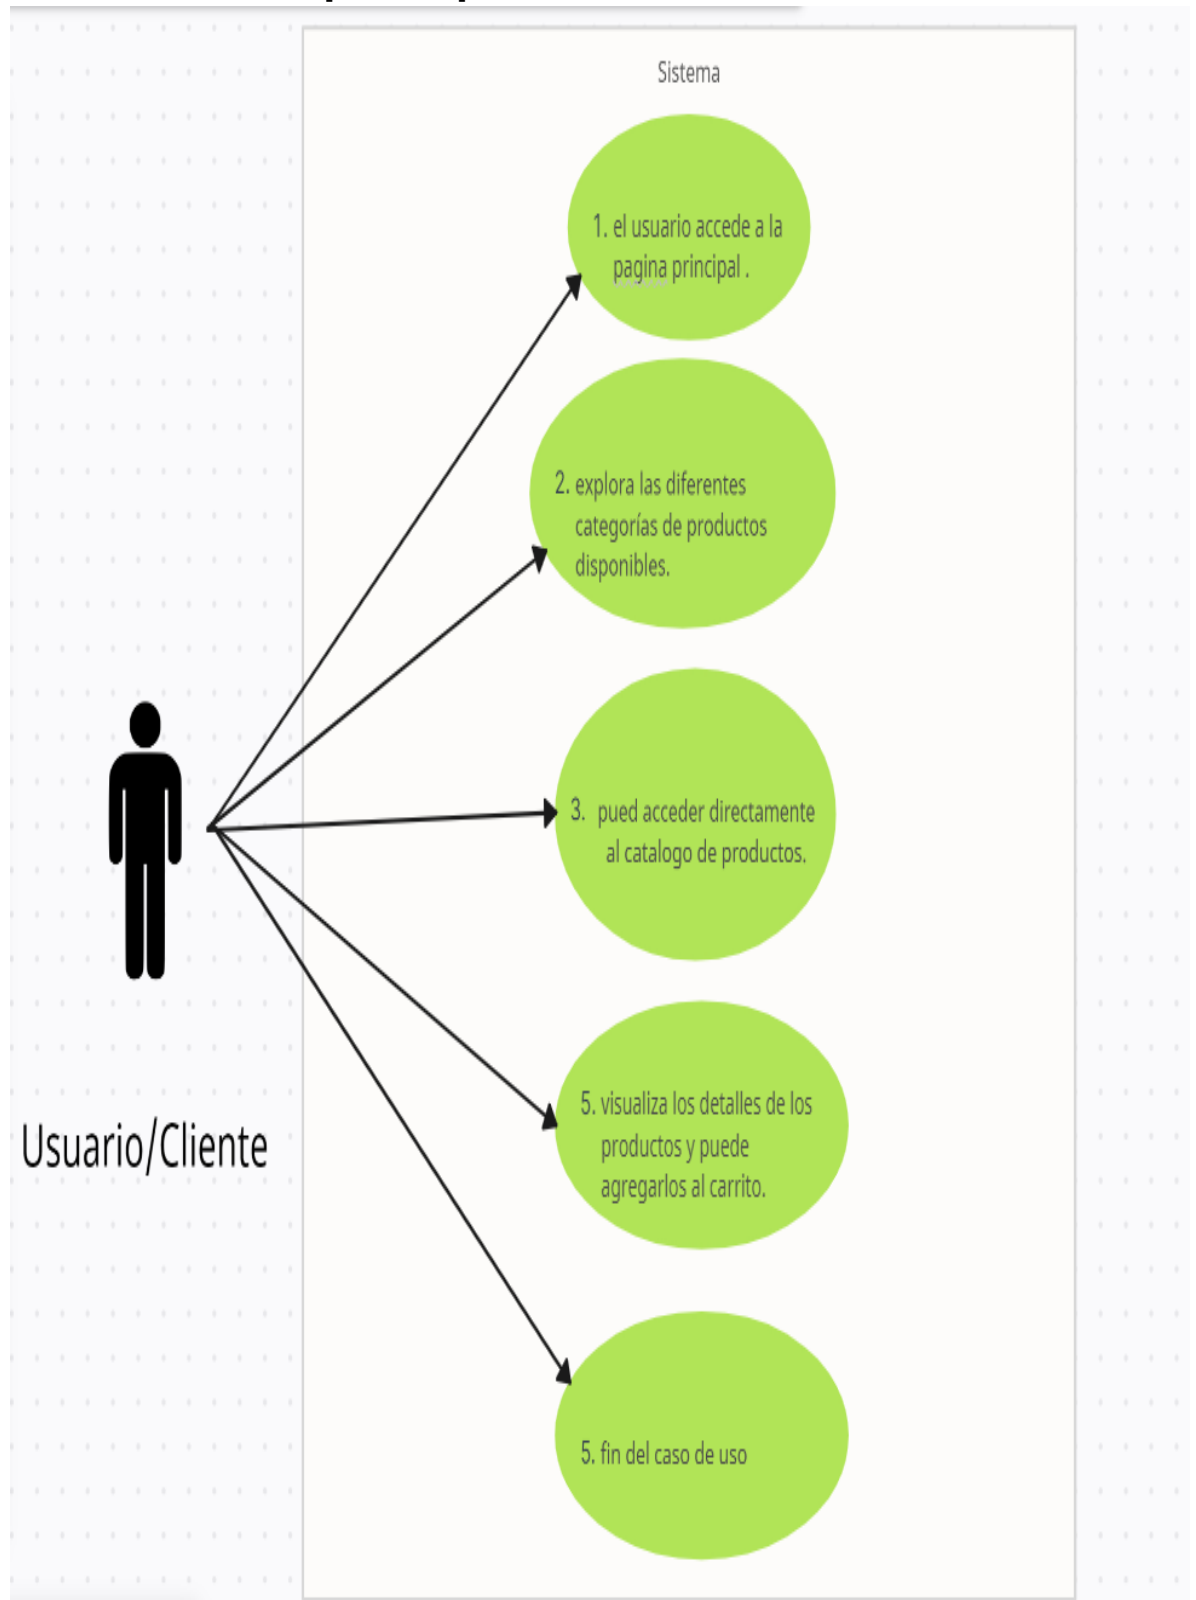 Sistema
1. el usuario accede a la
pagina principal .
2. explora las diferentes
categorías de productos
disponibles.
3. pued acceder directamente
al catalogo de productos.
Usuario/Cliente
5. visualiza los detalles de los
productos y puede
agregarlos al carrito.
5. fin del caso de uso